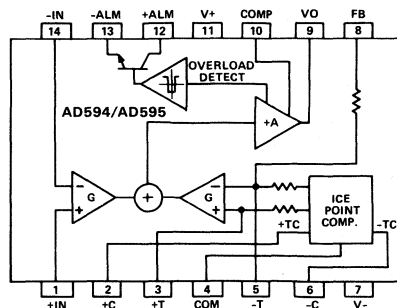 -IN -ALM +ALM V+ COMP VO FB
14 13 12 11 10 9 8
OVERLOAD
DETECT
AD594/AD595
+A
- -
G + G
+ +
ICE
POINT
COMP.
+TC -TC
1 2 3 4 5 6 7
+IN +C +T COM -T -C V-